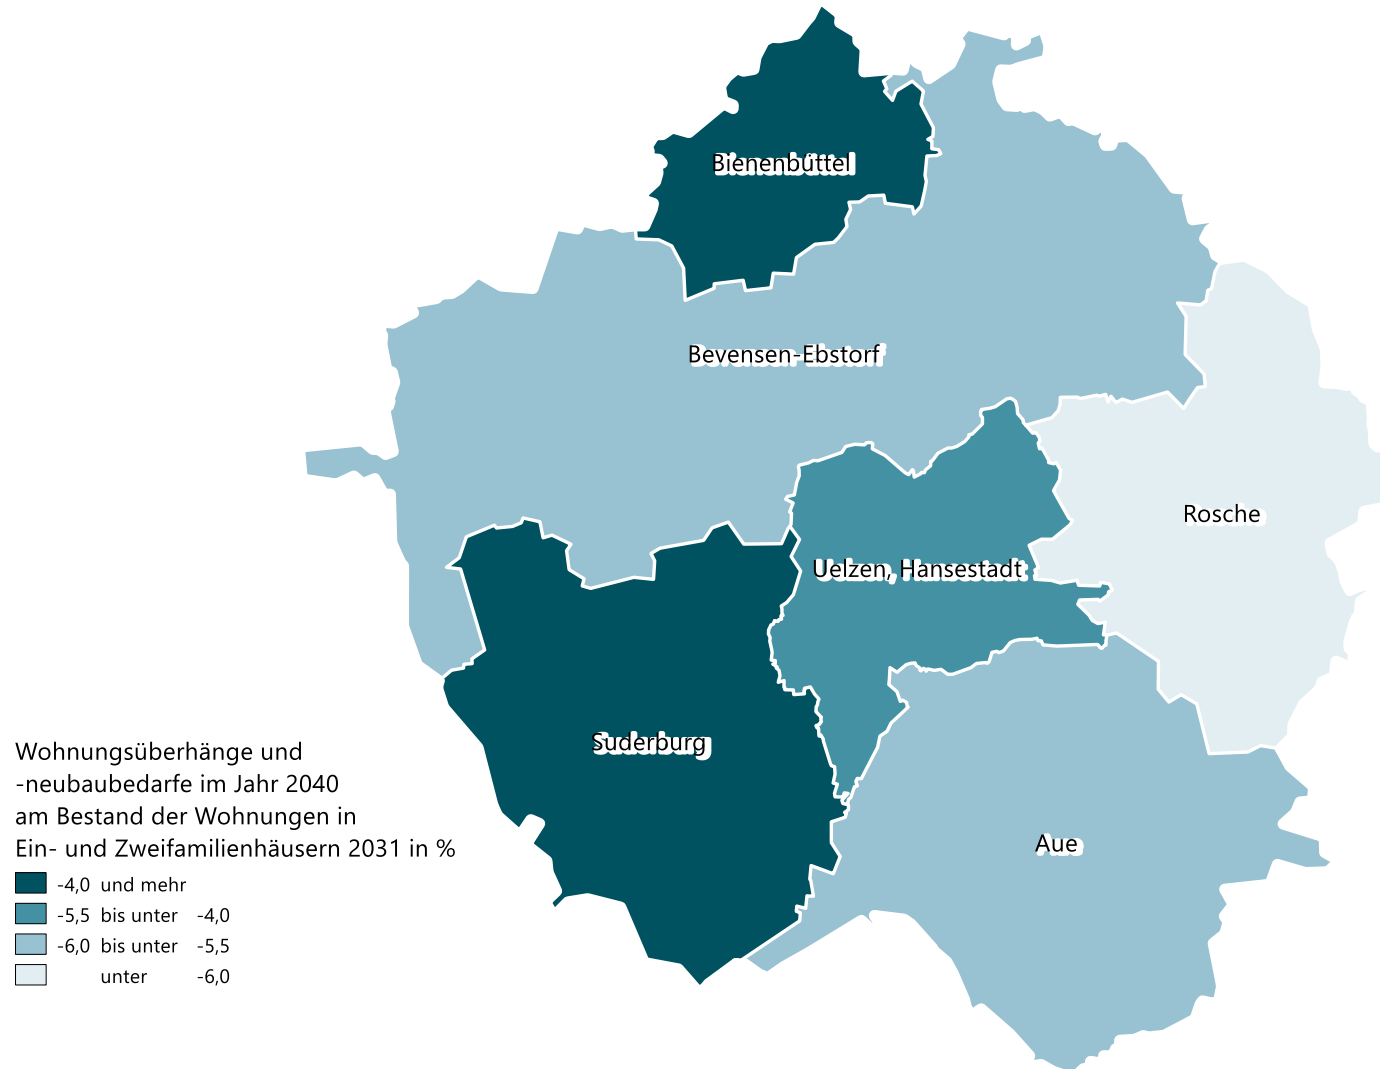 Bienenbüttel
Bevensen-Ebstorf
Rosche
Uelzen, Hansestadt
Suderburg
Aue
Wohnungsüberhänge und
-neubaubedarfe im Jahr 2040
am Bestand der Wohnungen in
Ein- und Zweifamilienhäusern 2031 in %
-4,0 und mehr
-5,5 bis unter -4,0
-6,0 bis unter -5,5
unter -6,0